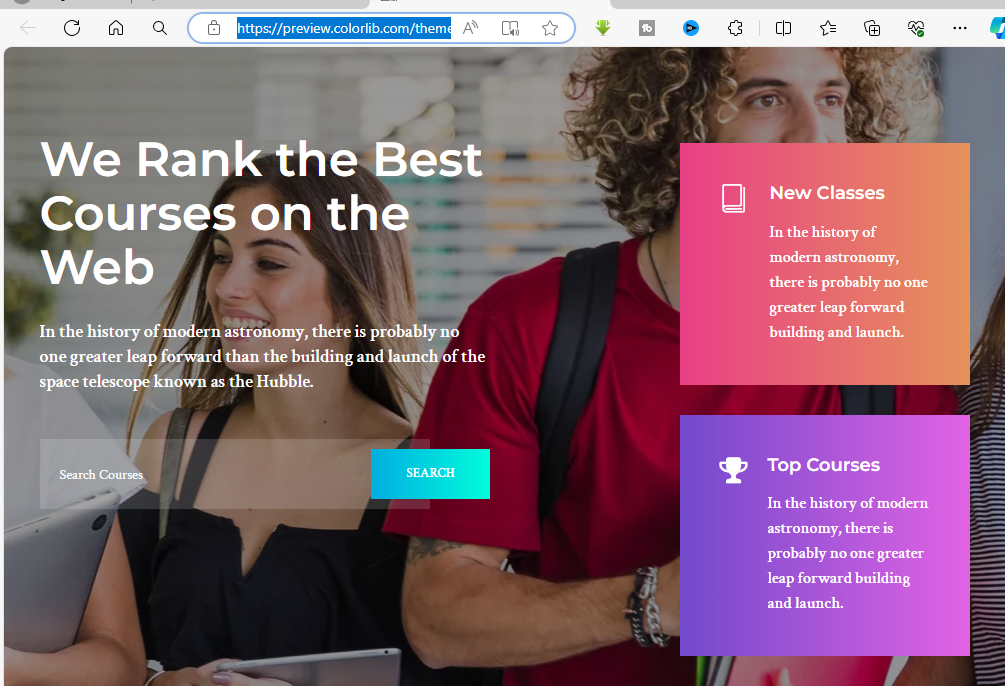 https://preview.colorlib.com/theme
We Rank the Best
Courses on the
Web
In the history of modern astronomy, there is probably no
one greater leap forward than the building and launch of the
space telescope known as the Hubble.
Search Courses
SEARCH
New Classes
In the history of
modern astronomy,
there is probably no one
greater leap forward
building and launch.
Top Courses
In the history of modern
astronomy, there is
probably no one greater
leap forward building
and launch.